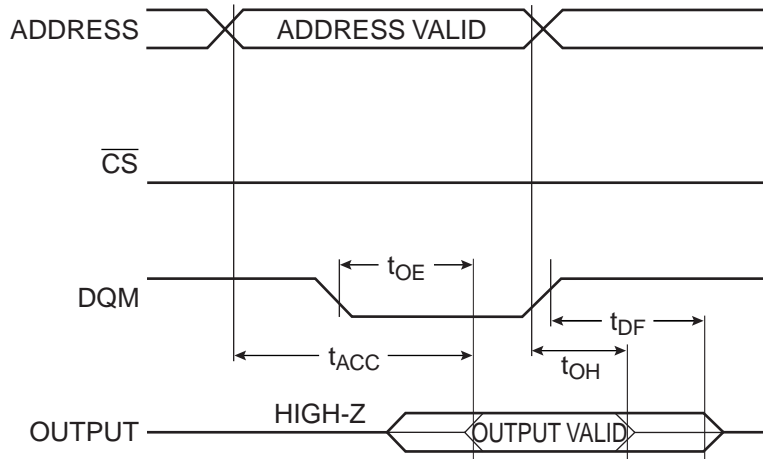 ADDRESS
ADDRESS VALID
CS
DQM
tOE
tDF
tACC
tOH
OUTPUT
HIGH-Z
OUTPUT VALID